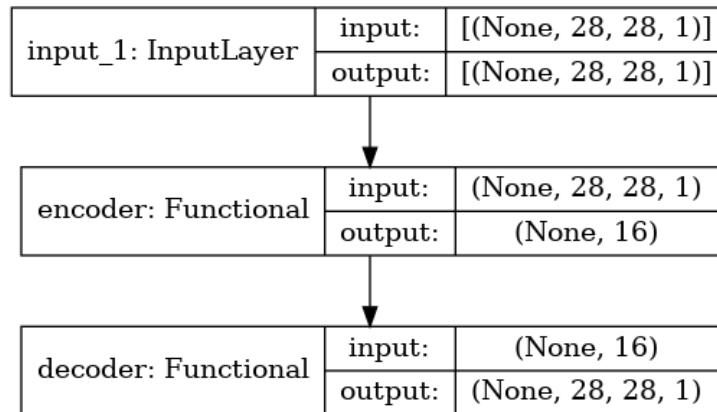 input_1: InputLayer
input: [(None, 28, 28, 1)]
output: [(None, 28, 28, 1)]
encoder: Functional
input: (None, 28, 28, 1)
output: (None, 16)
decoder: Functional
input: (None, 16)
output: (None, 28, 28, 1)